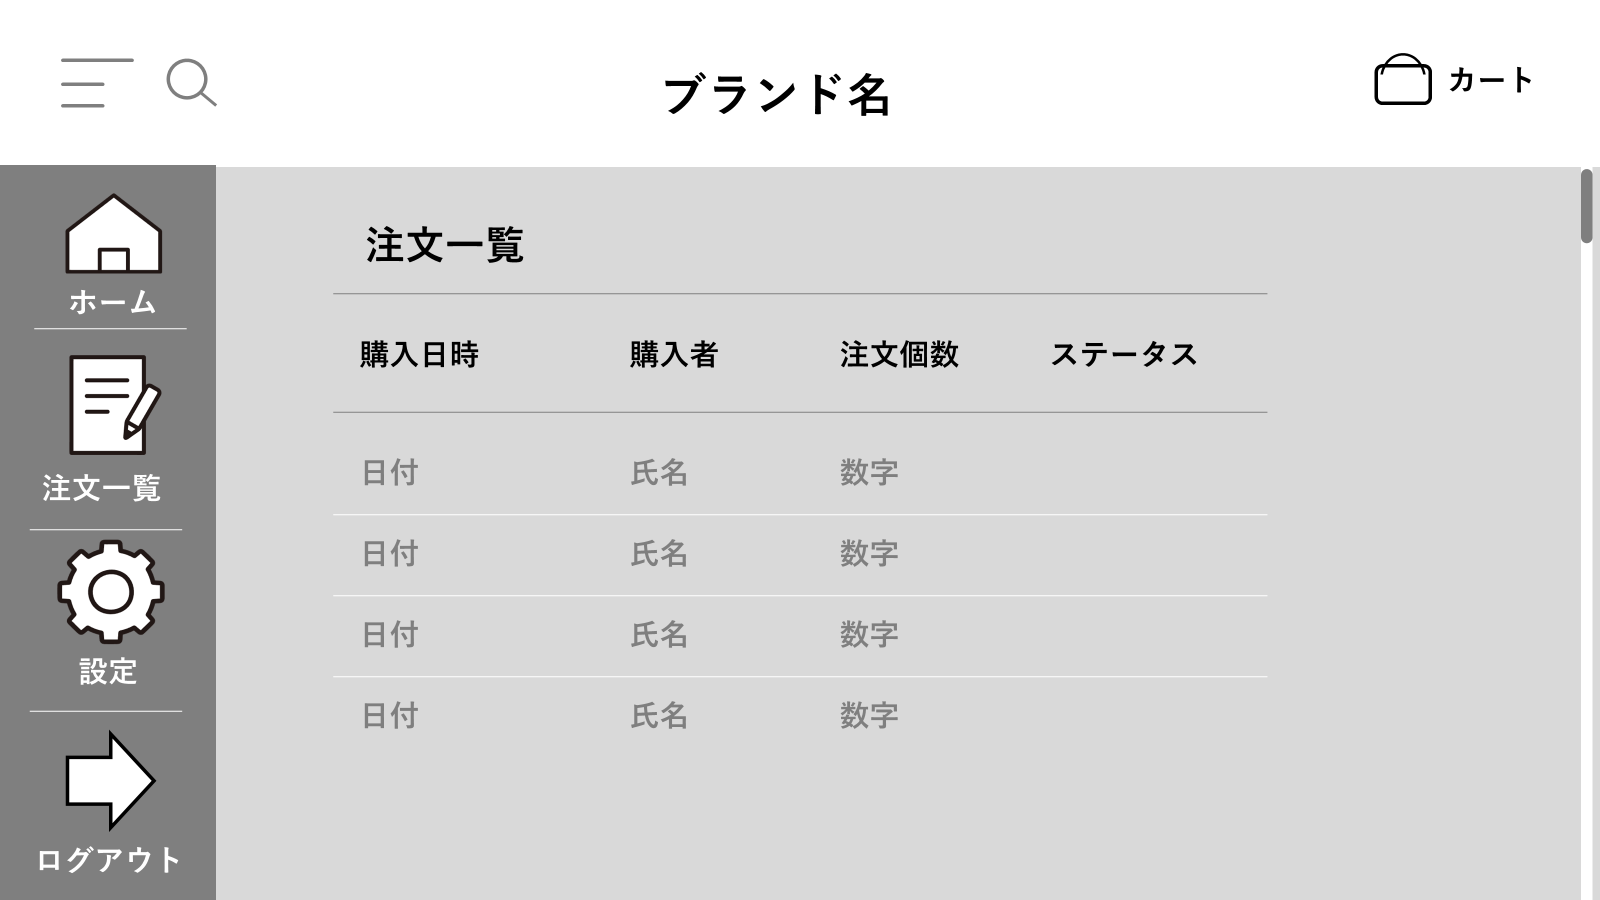 ブランド名
カート
ホーム
注文一覧
設定
ログアウト
注文一覧
購入日時 購入者 注文個数 ステータス
日付 氏名 数字
日付 氏名 数字
日付 氏名 数字
日付 氏名 数字